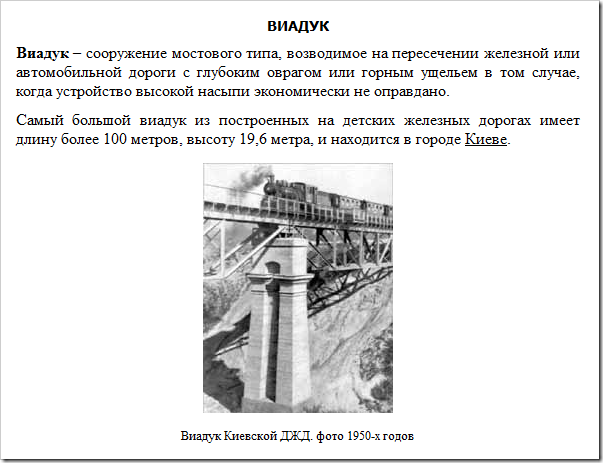 ВИАДУК
Виадук – сооружение мостового типа, возводимое на пересечении железной или
автомобильной дороги с глубоким оврагом или горным ущельем в том случае,
когда устройство высокой насыпи экономически не оправдано.
Самый большой виадук из построенных на детских железных дорогах имеет
длину более 100 метров, высоту 19,6 метра, и находится в городе Киеве.
Виадук Киевской ДЖД. фото 1950-х годов